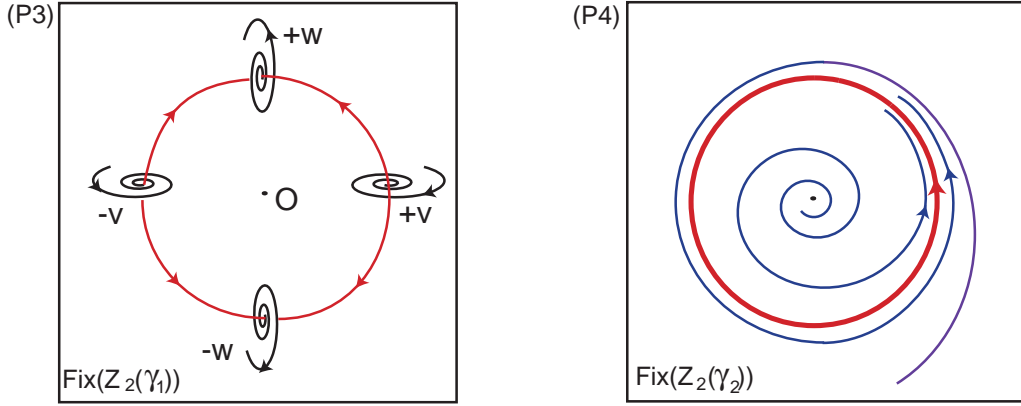 (P3)
+w
-v
O
+v
-w
Fix(Z₂(γ₁))
(P4)
Fix(Z₂(γ₂))